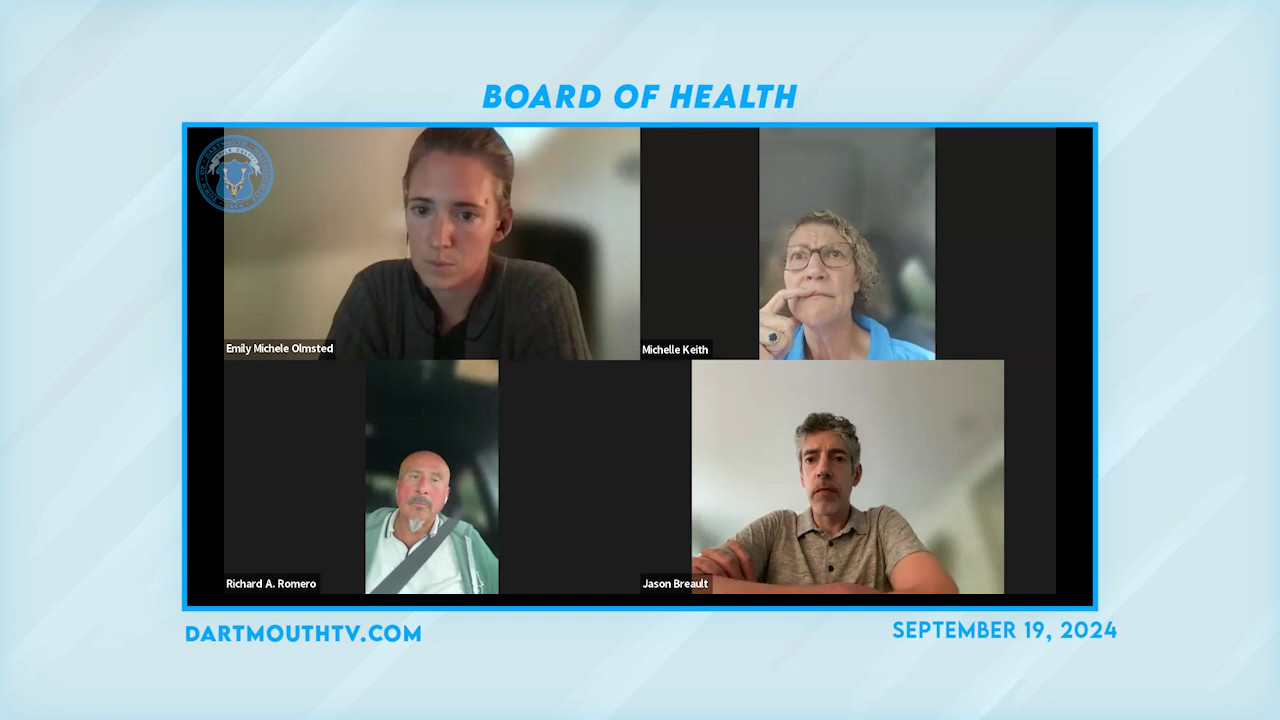 BOARD OF HEALTH
Emily Michele Olmsted
Michelle Keith
Richard A. Romero
Jason Breault
DARTMOUTHTV.COM
SEPTEMBER 19, 2024